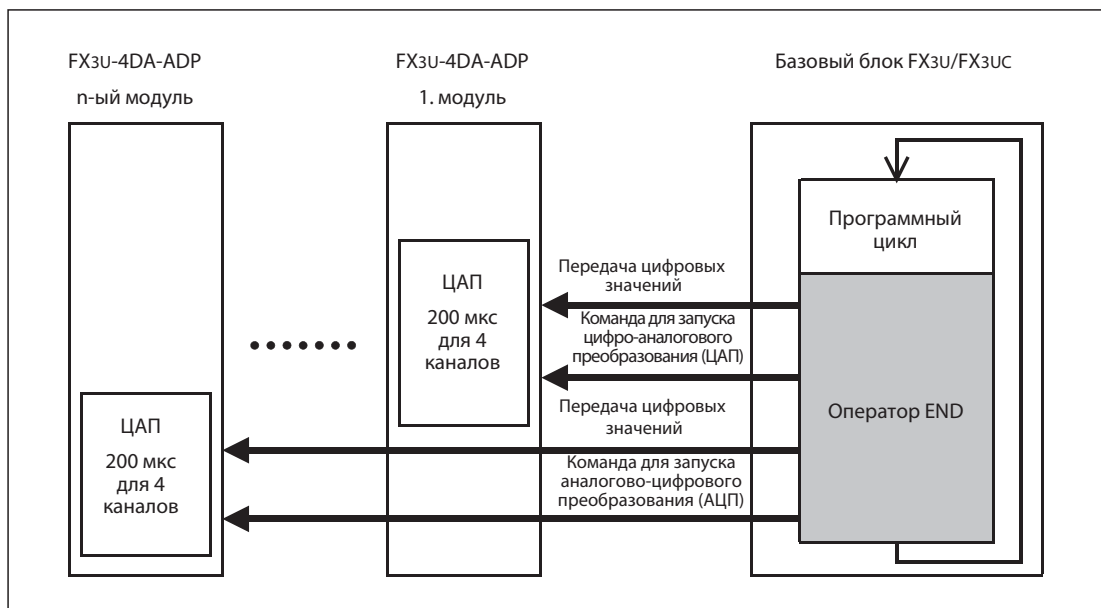 FX3U-4DA-ADP
n-ый модуль
FX3U-4DA-ADP
1. модуль
Базовый блок FX3U/FX3UC
Программный
цикл
Оператор END
Передача цифровых
значений
Команда для запуска
цифро-аналогового
преобразования (ЦАП)
Передача цифровых
значений
Команда для запуска
аналогово-цифрового
преобразования (АЦП)
ЦАП
200 мкс
для 4
каналов
ЦАП
200 мкс
для 4
каналов